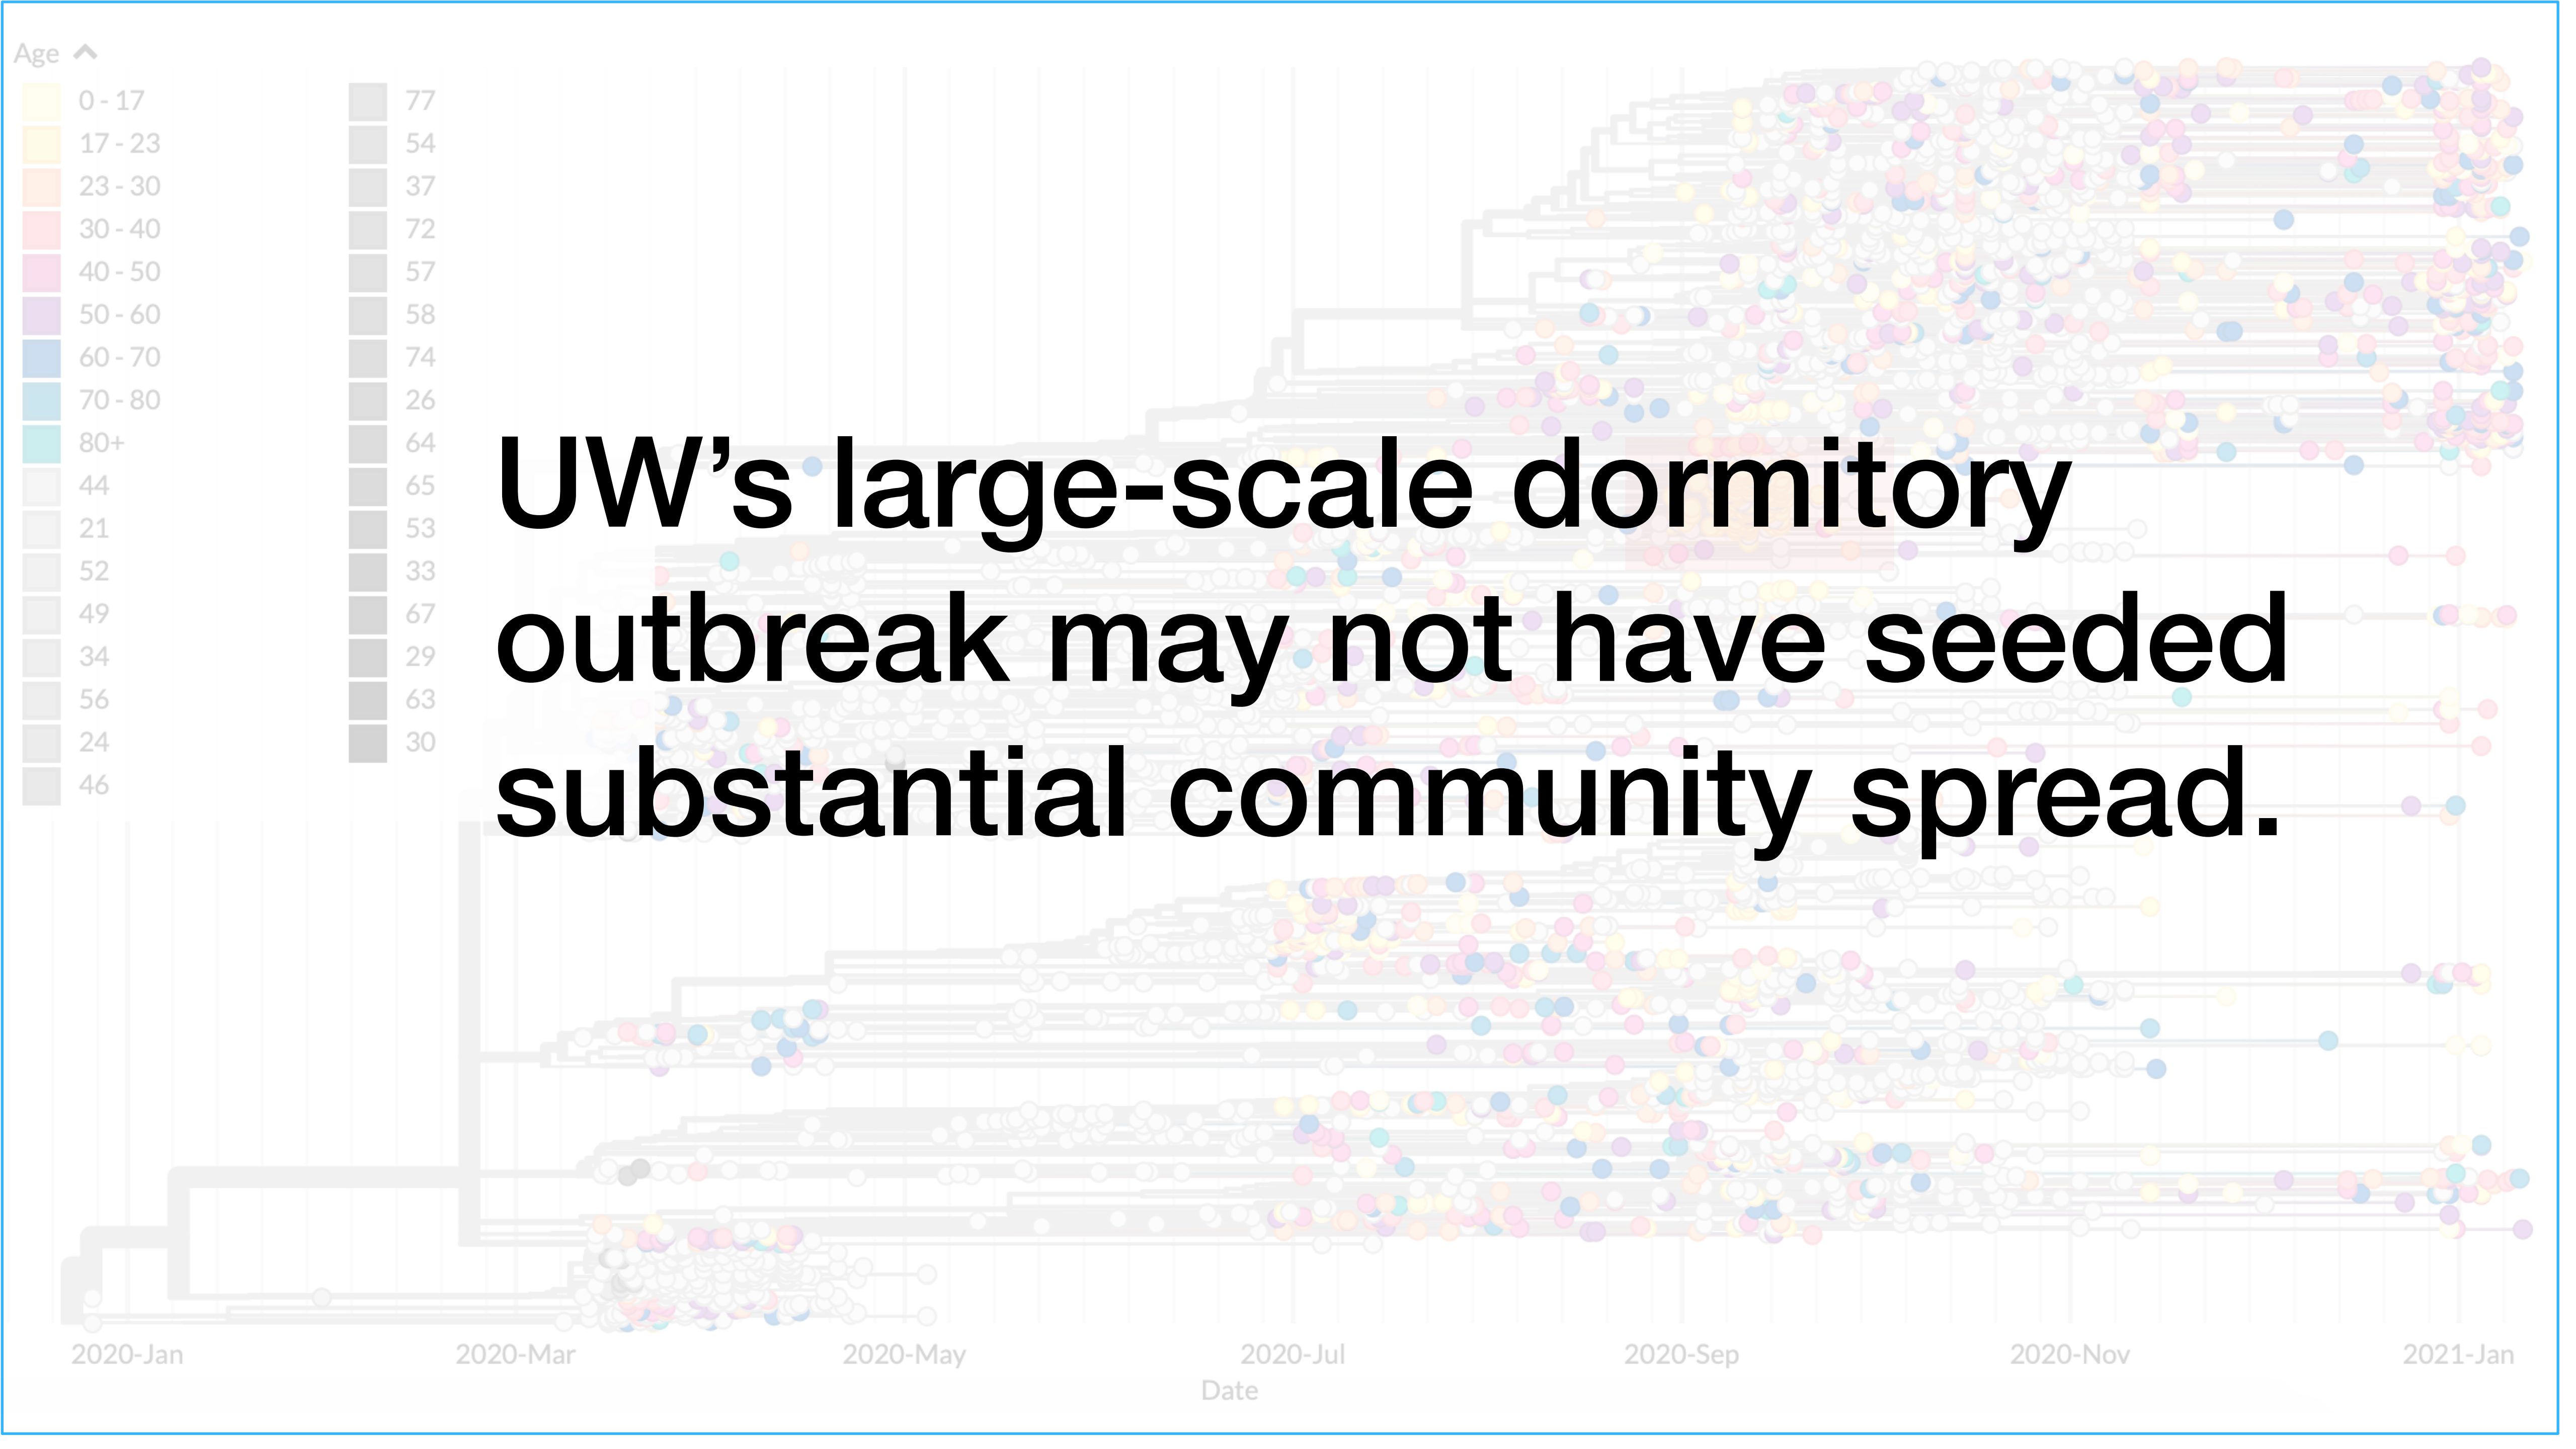 Age
0 - 17
17 - 23
23 - 30
30 - 40
40 - 50
50 - 60
60 - 70
70 - 80
80+
44
21
52
49
34
56
24
46
77
54
37
72
57
58
74
26
64
65
53
33
67
29
63
30
UW’s large-scale dormitory
outbreak may not have seeded
substantial community spread.
2020-Jan 2020-Mar 2020-May 2020-Jul 2020-Sep 2020-Nov 2021-Jan
Date